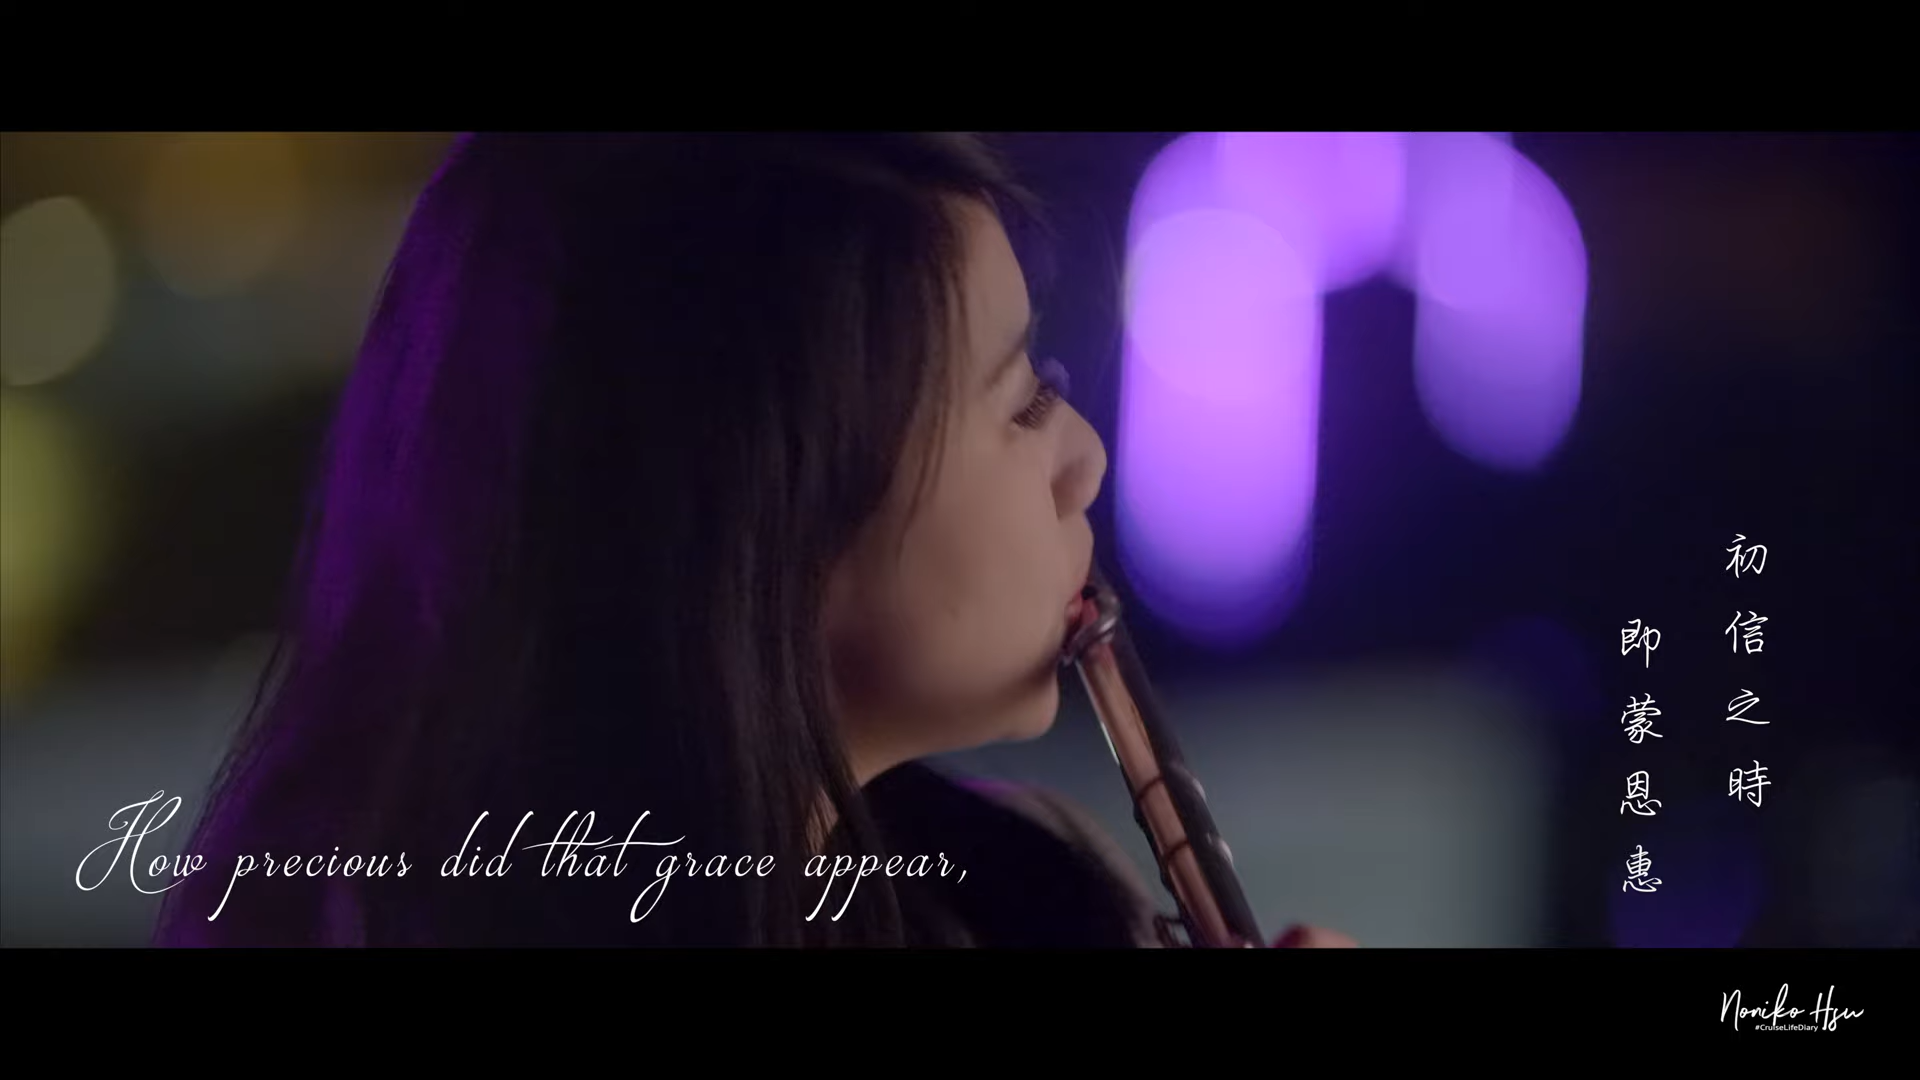 How precious did that grace appear,
初信之時
即蒙恩惠
Noniko Hsu
#CruiseLifeDiary